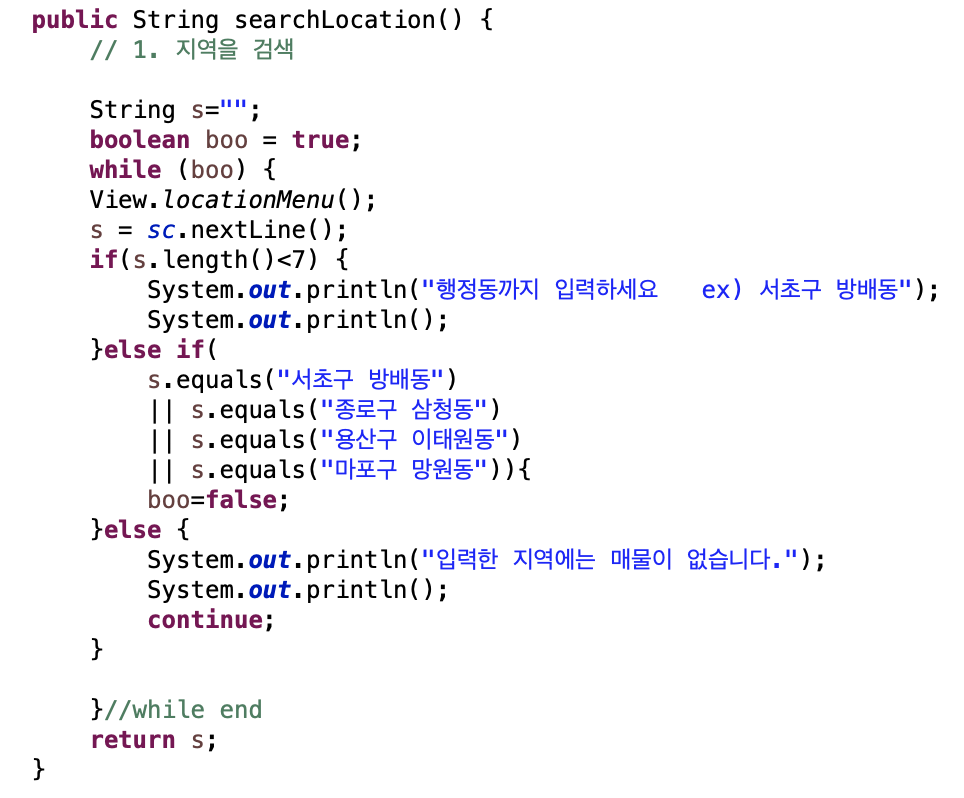 public String searchLocation() {
    // 1. 지역을 검색

    String s="";
    boolean boo = true;
    while (boo) {
    View.locationMenu();
    s = sc.nextLine();
    if(s.length()<7) {
        System.out.println("행정동까지 입력하세요   ex) 서초구 방배동");
        System.out.println();
    }else if(
        s.equals("서초구 방배동")
        || s.equals("종로구 삼청동")
        || s.equals("용산구 이태원동")
        || s.equals("마포구 망원동")){
        boo=false;
    }else {
        System.out.println("입력한 지역에는 매물이 없습니다.");
        System.out.println();
        continue;
    }

    }//while end
    return s;
}